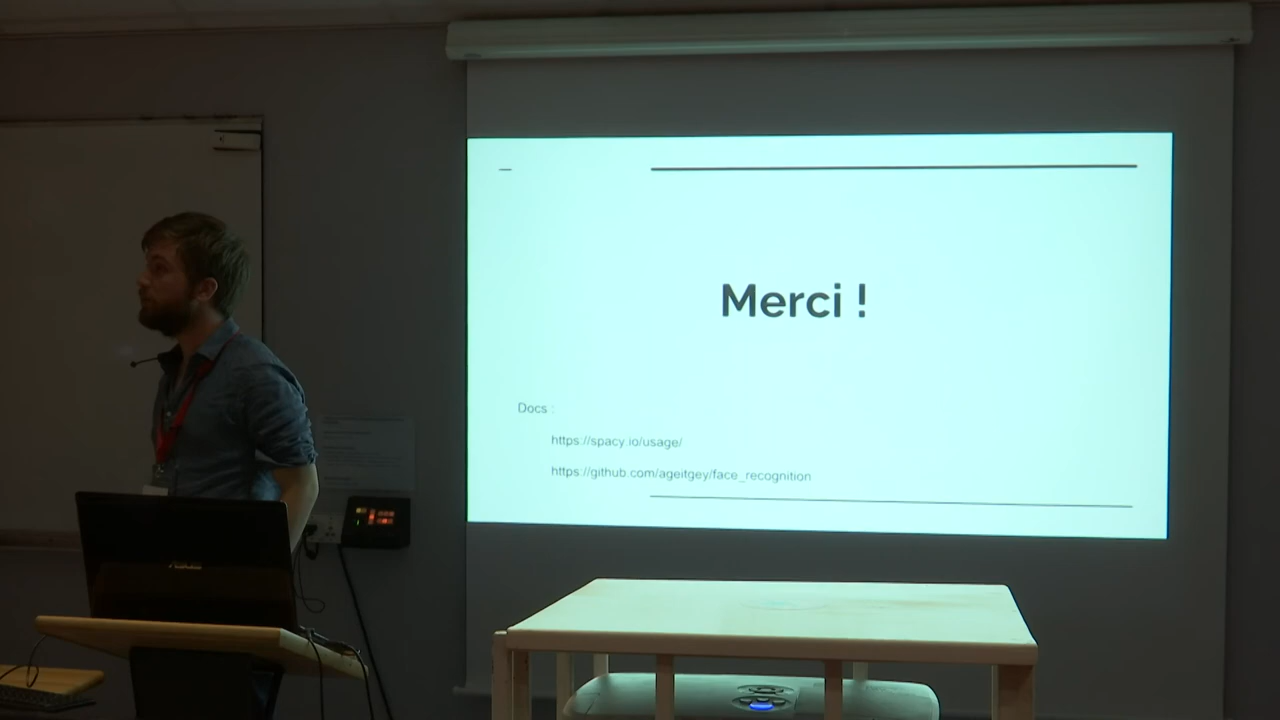 Merci !
Docs :
https://spacy.io/usage/
https://github.com/ageitgey/face_recognition